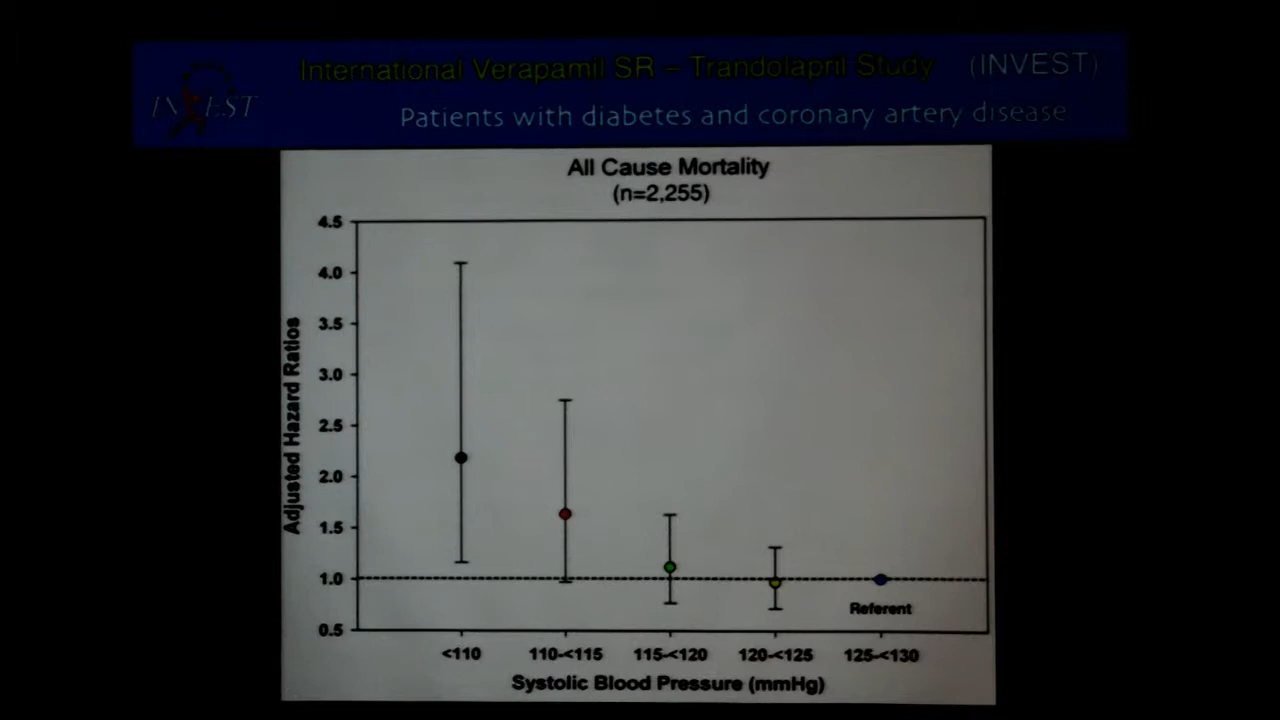 International Verapamil SR – Trandolapril Study (INVEST)
INVEST
Patients with diabetes and coronary artery disease
All Cause Mortality
(n=2,255)
4.5
4.0
3.5
3.0
2.5
2.0
1.5
1.0
0.5
Adjusted Hazard Ratios
Referent
<110 110-<115 115-<120 120-<125 125-<130
Systolic Blood Pressure (mmHg)